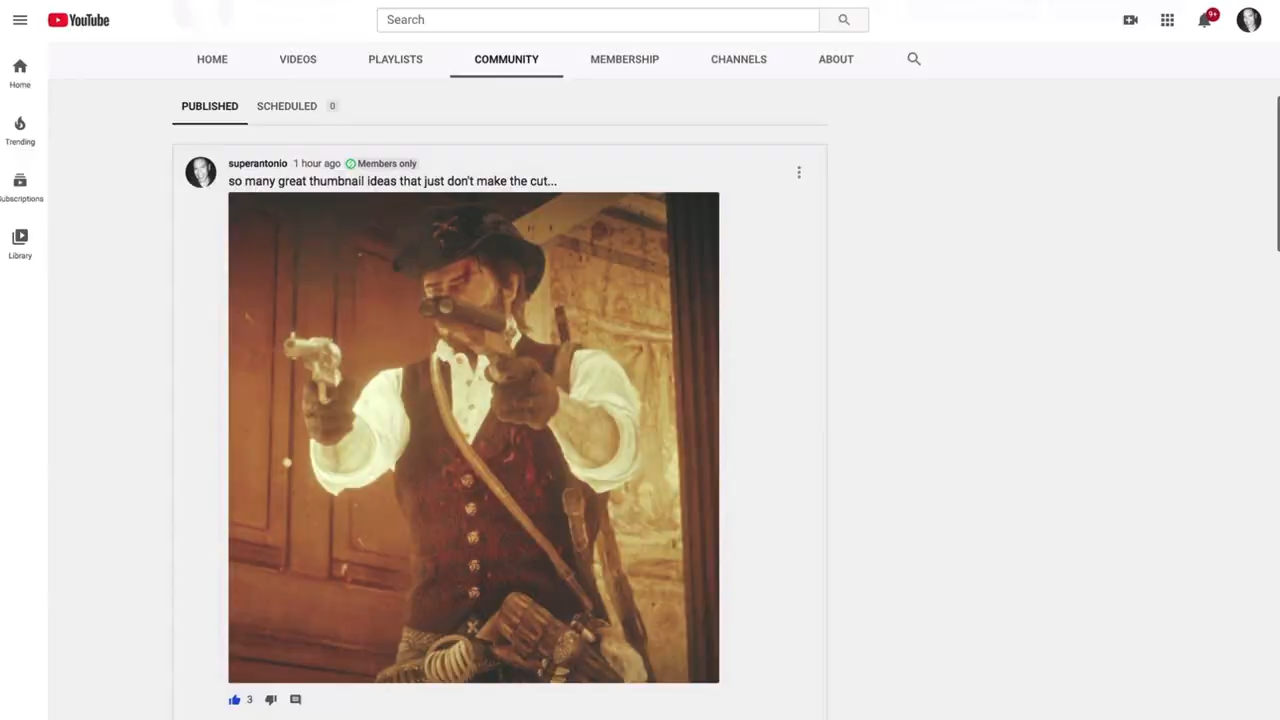 YouTube
Search
9+
HOME
VIDEOS
PLAYLISTS
COMMUNITY
MEMBERSHIP
CHANNELS
ABOUT
Home
Trending
Subscriptions
Library
PUBLISHED
SCHEDULED 0
superantonio 1 hour ago Members only
so many great thumbnail ideas that just don't make the cut...
3